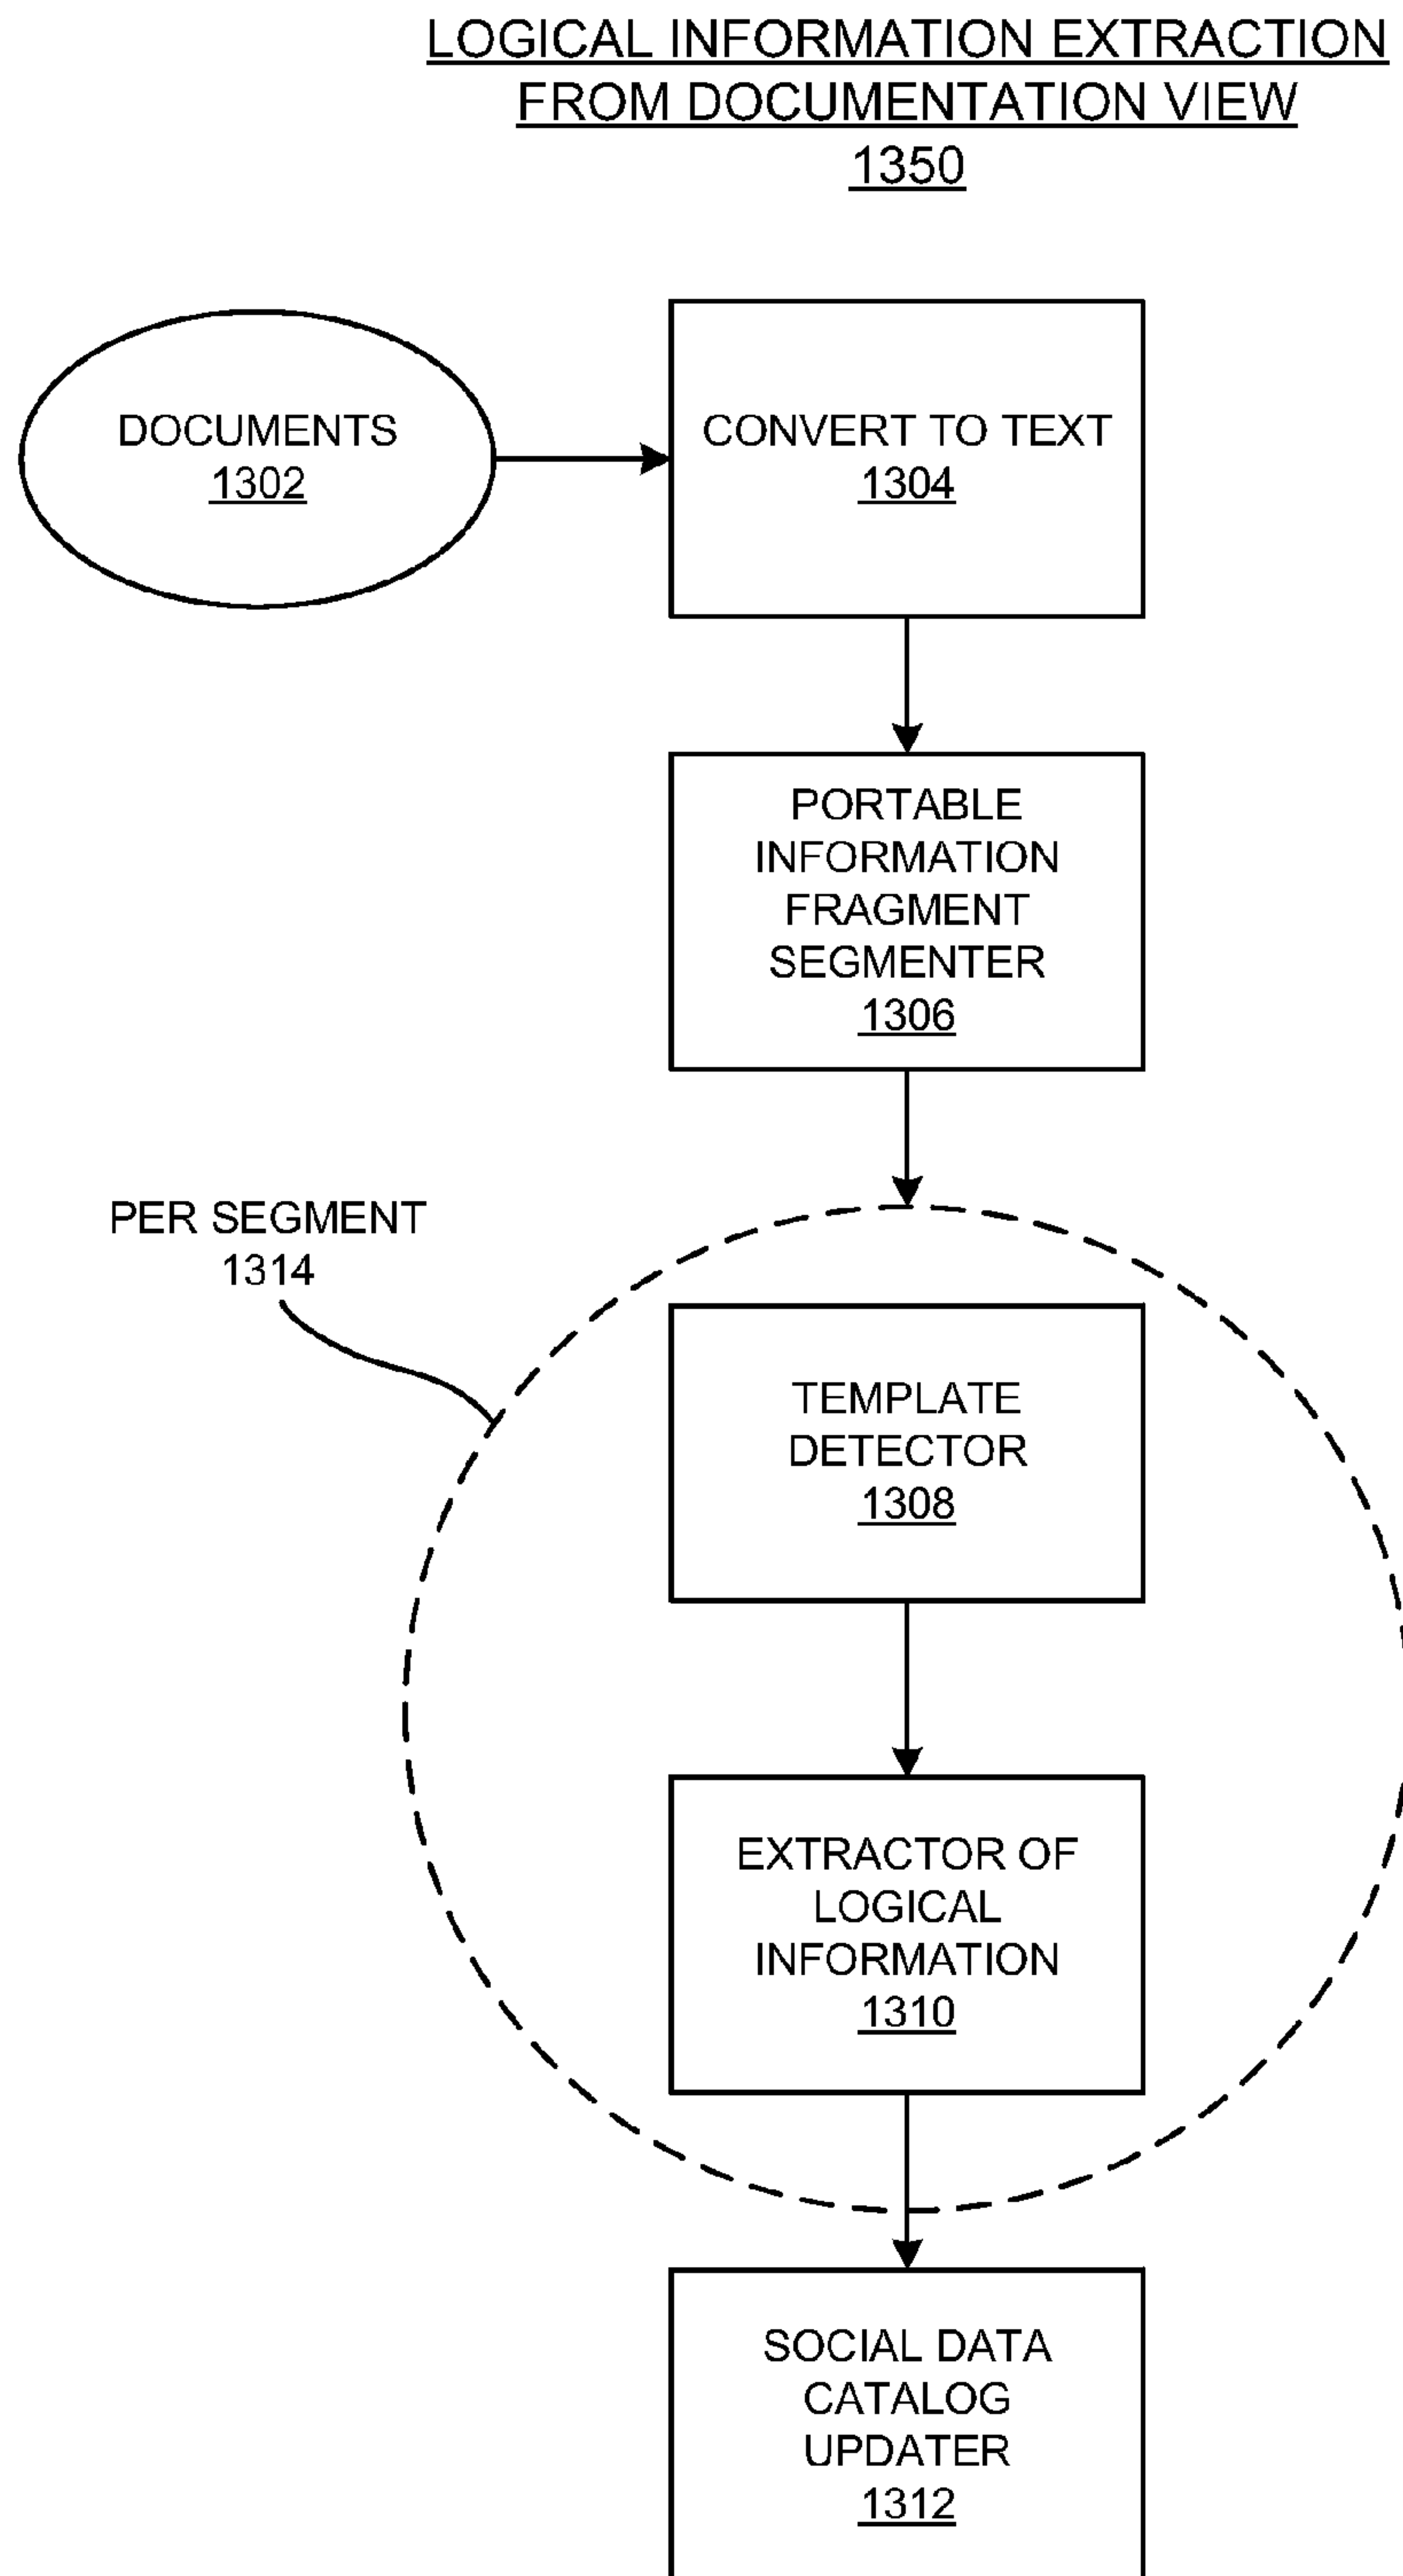 LOGICAL INFORMATION EXTRACTION
FROM DOCUMENTATION VIEW
1350
DOCUMENTS
1302
CONVERT TO TEXT
1304
PORTABLE
INFORMATION
FRAGMENT
SEGMENTER
1306
PER SEGMENT
1314
TEMPLATE
DETECTOR
1308
EXTRACTOR OF
LOGICAL
INFORMATION
1310
SOCIAL DATA
CATALOG
UPDATER
1312